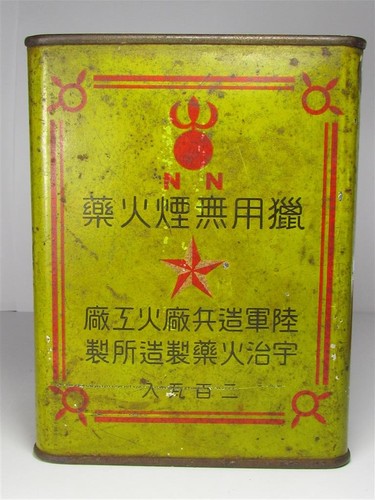 N N
獵用無煙火藥
陸軍造兵廠火工廠
宇治火藥製造所製
二百瓦入